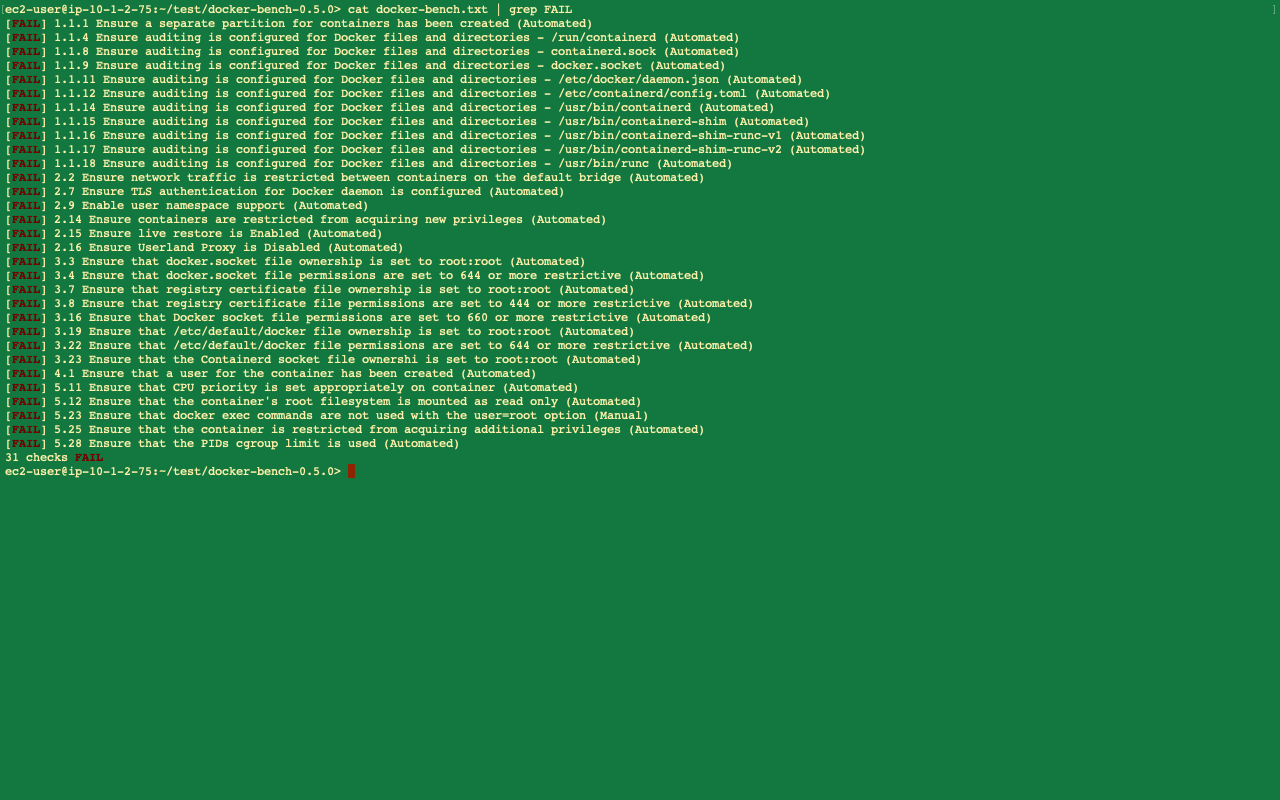 [ec2-user@ip-10-1-2-75:~/test/docker-bench-0.5.0> cat docker-bench.txt | grep FAIL ]
[FAIL] 1.1.1 Ensure a separate partition for containers has been created (Automated)
[FAIL] 1.1.4 Ensure auditing is configured for Docker files and directories - /run/containerd (Automated)
[FAIL] 1.1.8 Ensure auditing is configured for Docker files and directories - containerd.sock (Automated)
[FAIL] 1.1.9 Ensure auditing is configured for Docker files and directories - docker.socket (Automated)
[FAIL] 1.1.11 Ensure auditing is configured for Docker files and directories - /etc/docker/daemon.json (Automated)
[FAIL] 1.1.12 Ensure auditing is configured for Docker files and directories - /etc/containerd/config.toml (Automated)
[FAIL] 1.1.14 Ensure auditing is configured for Docker files and directories - /usr/bin/containerd (Automated)
[FAIL] 1.1.15 Ensure auditing is configured for Docker files and directories - /usr/bin/containerd-shim (Automated)
[FAIL] 1.1.16 Ensure auditing is configured for Docker files and directories - /usr/bin/containerd-shim-runc-v1 (Automated)
[FAIL] 1.1.17 Ensure auditing is configured for Docker files and directories - /usr/bin/containerd-shim-runc-v2 (Automated)
[FAIL] 1.1.18 Ensure auditing is configured for Docker files and directories - /usr/bin/runc (Automated)
[FAIL] 2.2 Ensure network traffic is restricted between containers on the default bridge (Automated)
[FAIL] 2.7 Ensure TLS authentication for Docker daemon is configured (Automated)
[FAIL] 2.9 Enable user namespace support (Automated)
[FAIL] 2.14 Ensure containers are restricted from acquiring new privileges (Automated)
[FAIL] 2.15 Ensure live restore is Enabled (Automated)
[FAIL] 2.16 Ensure Userland Proxy is Disabled (Automated)
[FAIL] 3.3 Ensure that docker.socket file ownership is set to root:root (Automated)
[FAIL] 3.4 Ensure that docker.socket file permissions are set to 644 or more restrictive (Automated)
[FAIL] 3.7 Ensure that registry certificate file ownership is set to root:root (Automated)
[FAIL] 3.8 Ensure that registry certificate file permissions are set to 444 or more restrictive (Automated)
[FAIL] 3.16 Ensure that Docker socket file permissions are set to 660 or more restrictive (Automated)
[FAIL] 3.19 Ensure that /etc/default/docker file ownership is set to root:root (Automated)
[FAIL] 3.22 Ensure that /etc/default/docker file permissions are set to 644 or more restrictive (Automated)
[FAIL] 3.23 Ensure that the Containerd socket file ownershi is set to root:root (Automated)
[FAIL] 4.1 Ensure that a user for the container has been created (Automated)
[FAIL] 5.11 Ensure that CPU priority is set appropriately on container (Automated)
[FAIL] 5.12 Ensure that the container's root filesystem is mounted as read only (Automated)
[FAIL] 5.23 Ensure that docker exec commands are not used with the user=root option (Manual)
[FAIL] 5.25 Ensure that the container is restricted from acquiring additional privileges (Automated)
[FAIL] 5.28 Ensure that the PIDs cgroup limit is used (Automated)
31 checks FAIL
ec2-user@ip-10-1-2-75:~/test/docker-bench-0.5.0>